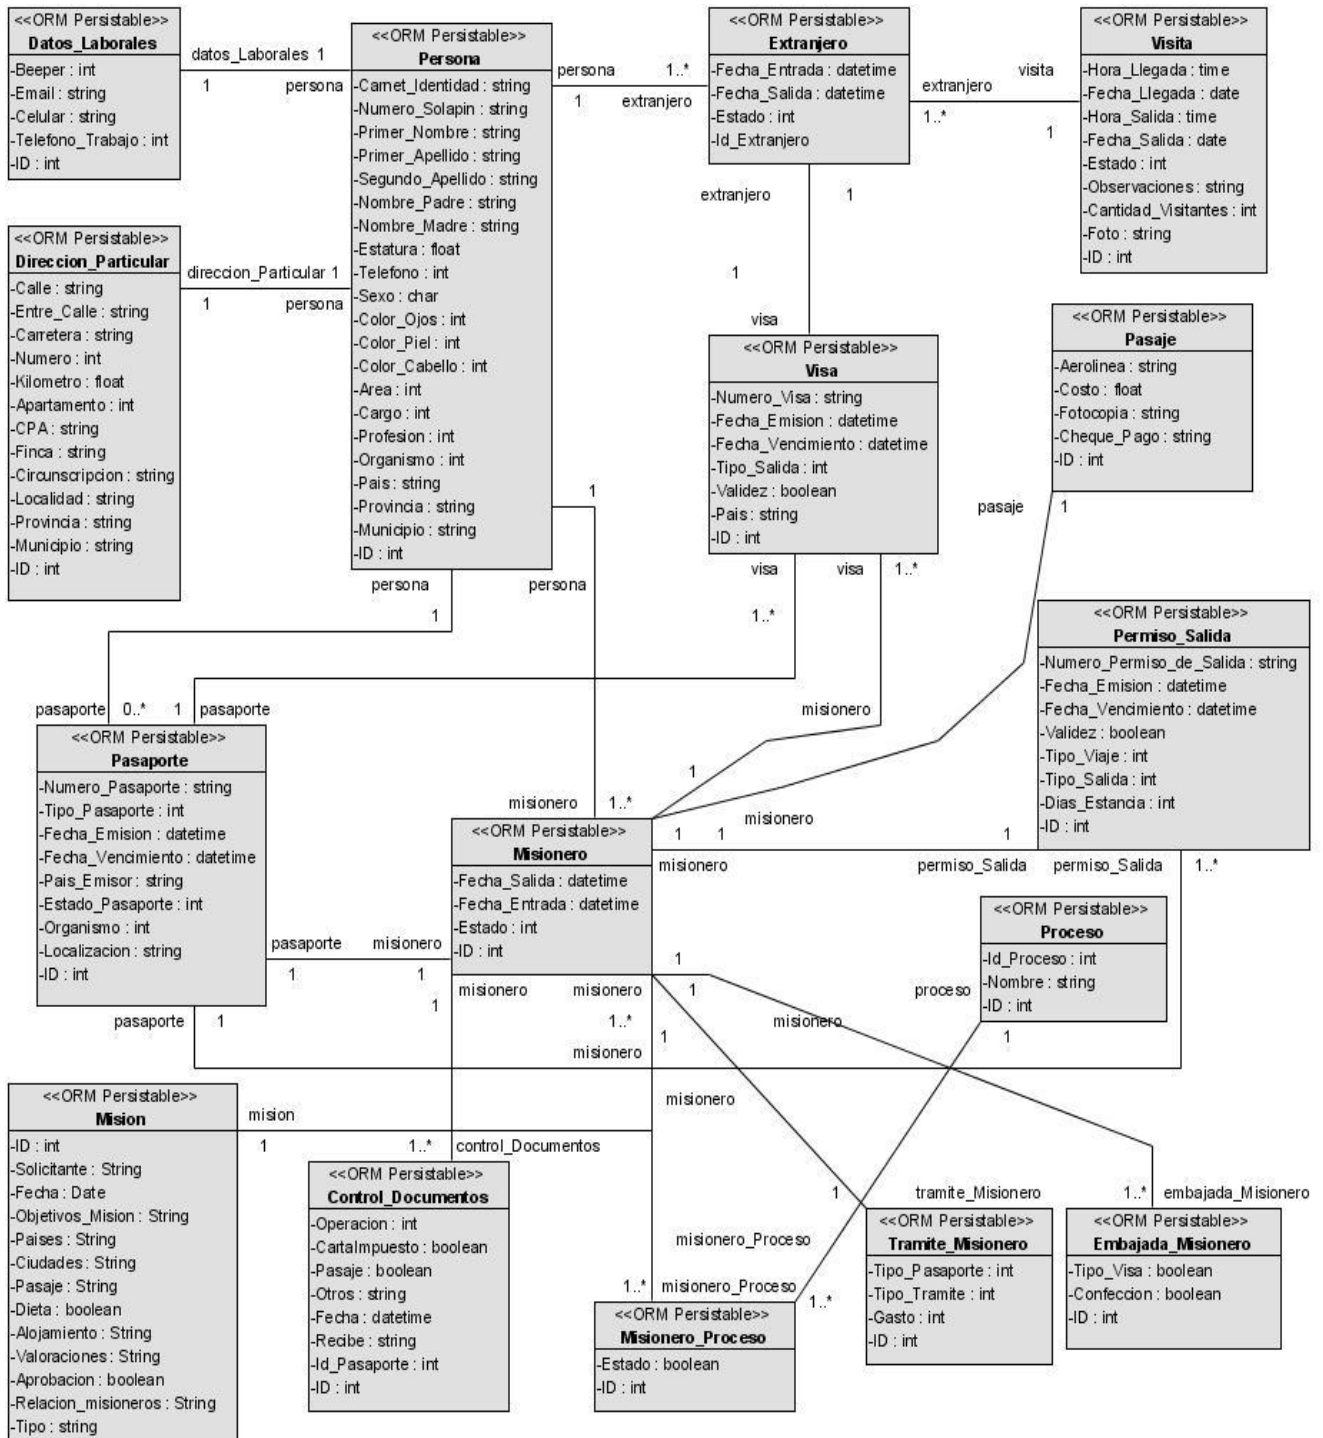 <<ORM Persistable>>
Datos_Laborales
-Beeper : int
-Email : string
-Celular : string
-Telefono_Trabajo : int
-ID : int
datos_Laborales 1
1 persona
<<ORM Persistable>>
Persona
-Carnet_Identidad : string
-Numero_Solapin : string
-Primer_Nombre : string
-Primer_Apellido : string
-Segundo_Apellido : string
-Nombre_Padre : string
-Nombre_Madre : string
-Estatura : float
-Telefono : int
-Sexo : char
-Color_Ojos : int
-Color_Piel : int
-Color_Cabello : int
-Area : int
-Cargo : int
-Profesion : int
-Organismo : int
-Pais : string
-Provincia : string
-Municipio : string
-ID : int
persona 1..*
1 extranjero
<<ORM Persistable>>
Extranjero
-Fecha_Entrada : datetime
-Fecha_Salida : datetime
-Estado : int
-Id_Extranjero
visita
extranjero
1..*
1
<<ORM Persistable>>
Visita
-Hora_Llegada : time
-Fecha_Llegada : date
-Hora_Salida : time
-Fecha_Salida : date
-Estado : int
-Observaciones : string
-Cantidad_Visitantes : int
-Foto : string
-ID : int
<<ORM Persistable>>
Direccion_Particular
-Calle : string
-Entre_Calle : string
-Carretera : string
-Numero : int
-Kilometro : float
-Apartamento : int
-CPA : string
-Finca : string
-Circunscripcion : string
-Localidad : string
-Provincia : string
-Municipio : string
-ID : int
direccion_Particular 1
1 persona
extranjero 1
1
visa
<<ORM Persistable>>
Visa
-Numero_Visa : string
-Fecha_Emision : datetime
-Fecha_Vencimiento : datetime
-Tipo_Salida : int
-Validez : boolean
-Pais : string
-ID : int
<<ORM Persistable>>
Pasaje
-Aerolinea : string
-Costo : float
-Fotocopia : string
-Cheque_Pago : string
-ID : int
1
pasaje 1
persona
1
persona
visa
1..*
visa 1..*
<<ORM Persistable>>
Permiso_Salida
-Numero_Permiso_de_Salida : string
-Fecha_Emision : datetime
-Fecha_Vencimiento : datetime
-Validez : boolean
-Tipo_Viaje : int
-Tipo_Salida : int
-Dias_Estancia : int
-ID : int
pasaporte 0..* 1 pasaporte
misionero
1
<<ORM Persistable>>
Pasaporte
-Numero_Pasaporte : string
-Tipo_Pasaporte : int
-Fecha_Emision : datetime
-Fecha_Vencimiento : datetime
-Pais_Emisor : string
-Estado_Pasaporte : int
-Organismo : int
-Localizacion : string
-ID : int
misionero 1..*
misionero
1 1
1
misionero
permiso_Salida
permiso_Salida 1..*
<<ORM Persistable>>
Misionero
-Fecha_Salida : datetime
-Fecha_Entrada : datetime
-Estado : int
-ID : int
<<ORM Persistable>>
Proceso
-Id_Proceso : int
-Nombre : string
-ID : int
pasaporte misionero
1 1
1
misionero misionero
1
1..*
1
1
misionero
proceso
1
misionero
pasaporte 1
misionero
misionero
<<ORM Persistable>>
Mision
-ID : int
-Solicitante : String
-Fecha : Date
-Objetivos_Mision : String
-Paises : String
-Ciudades : String
-Pasaje : String
-Dieta : boolean
-Alojamiento : String
-Valoraciones : String
-Aprobacion : boolean
-Relacion_misioneros : String
-Tipo : string
mision
1
1..* control_Documentos
<<ORM Persistable>>
Control_Documentos
-Operacion : int
-CartaImpuesto : boolean
-Pasaje : boolean
-Otros : string
-Fecha : datetime
-Recibe : string
-Id_Pasaporte : int
-ID : int
misionero_Proceso
1..* misionero_Proceso
1..*
<<ORM Persistable>>
Misionero_Proceso
-Estado : boolean
-ID : int
1 tramite_Misionero
<<ORM Persistable>>
Tramite_Misionero
-Tipo_Pasaporte : int
-Tipo_Tramite : int
-Gasto : int
-ID : int
1..* embajada_Misionero
<<ORM Persistable>>
Embajada_Misionero
-Tipo_Visa : boolean
-Confeccion : boolean
-ID : int